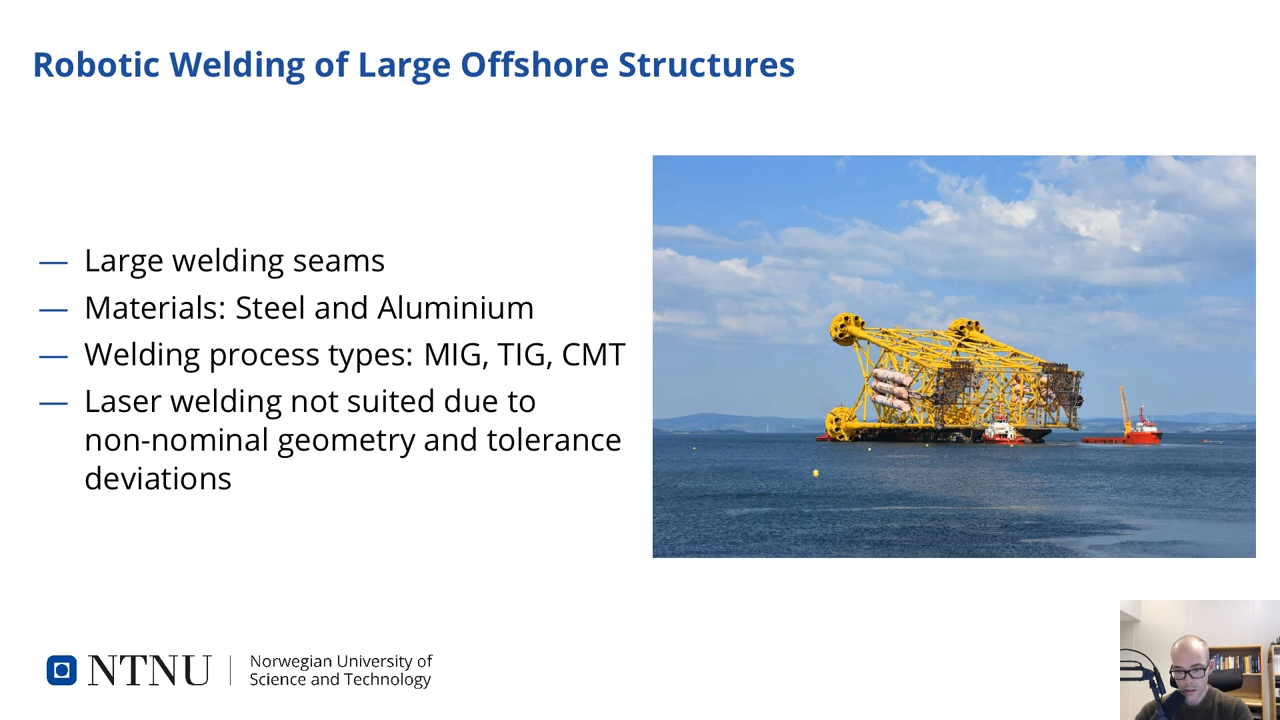 Robotic Welding of Large Offshore Structures
— Large welding seams
— Materials: Steel and Aluminium
— Welding process types: MIG, TIG, CMT
— Laser welding not suited due to
non-nominal geometry and tolerance
deviations
NTNU
Norwegian University of
Science and Technology